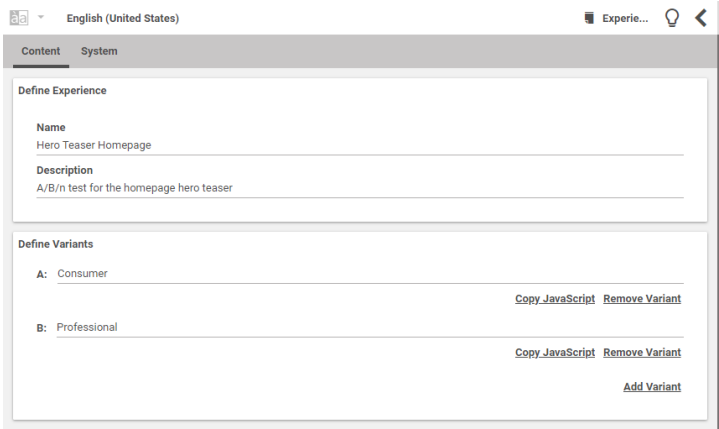 àa English (United States) Experie...
Content System
Define Experience
Name
Hero Teaser Homepage
Description
A/B/n test for the homepage hero teaser
Define Variants
A: Consumer
Copy JavaScript Remove Variant
B: Professional
Copy JavaScript Remove Variant
Add Variant